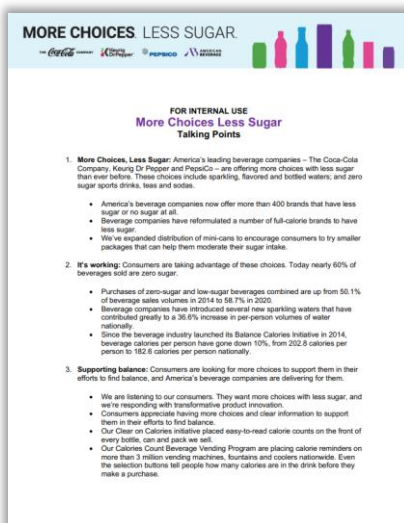 MORE CHOICES. LESS SUGAR.
THE Coca-Cola COMPANY Keurig DrPepper PEPSICO AMERICAN BEVERAGE
FOR INTERNAL USE
More Choices Less Sugar
Talking Points
1. More Choices, Less Sugar: America's leading beverage companies – The Coca-Cola
Company, Keurig Dr Pepper and PepsiCo – are offering more choices with less sugar
than ever before. These choices include sparkling, flavored and bottled waters; and zero
sugar sports drinks, teas and sodas.
• America's beverage companies now offer more than 400 brands that have less
sugar or no sugar at all.
• Beverage companies have reformulated a number of full-calorie brands to have
less sugar.
• We've expanded distribution of mini-cans to encourage consumers to try smaller
packages that can help them moderate their sugar intake.
2. It's working: Consumers are taking advantage of these choices. Today nearly 60% of
beverages sold are zero sugar.
• Purchases of zero-sugar and low-sugar beverages combined are up from 50.1%
of beverage sales volumes in 2014 to 58.7% in 2020.
• Beverage companies have introduced several new sparkling waters that have
contributed greatly to a 36.6% increase in per-person volumes of water
nationally.
• Since the beverage industry launched its Balance Calories Initiative in 2014,
beverage calories per person have gone down 10%, from 202.8 calories per
person to 182.6 calories per person nationally.
3. Supporting balance: Consumers are looking for more choices to support them in their
efforts to find balance, and America's beverage companies are delivering for them.
• We are listening to our consumers. They want more choices with less sugar, and
we're responding with transformative product innovation.
• Consumers appreciate having more choices and clear information to support
them in their efforts to find balance.
• Our Clear on Calories initiative placed easy-to-read calorie counts on the front of
every bottle, can and pack we sell.
• Our Calories Count Beverage Vending Program are placing calorie reminders on
more than 3 million vending machines, fountains and coolers nationwide. Even
the selection buttons tell people how many calories are in the drink before they
make a purchase.